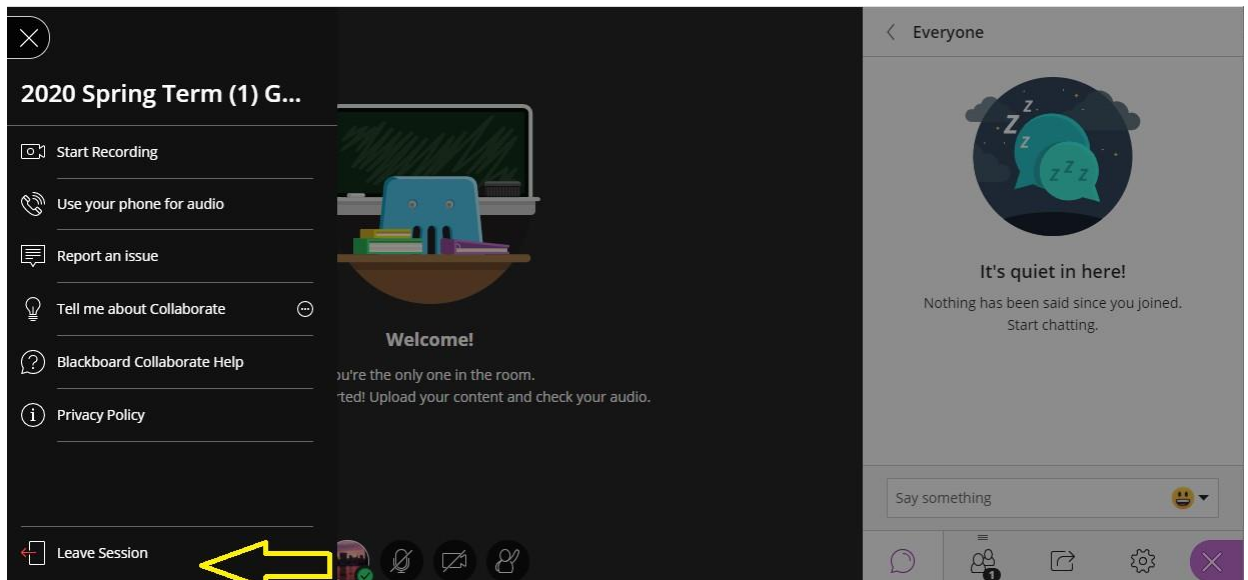 2020 Spring Term (1) G...
Start Recording
Use your phone for audio
Report an issue
Tell me about Collaborate
Blackboard Collaborate Help
Privacy Policy
Leave Session
Welcome!
ou're the only one in the room.
rted! Upload your content and check your audio.
Everyone
z
Z
z
z z z
It's quiet in here!
Nothing has been said since you joined.
Start chatting.
Say something
1